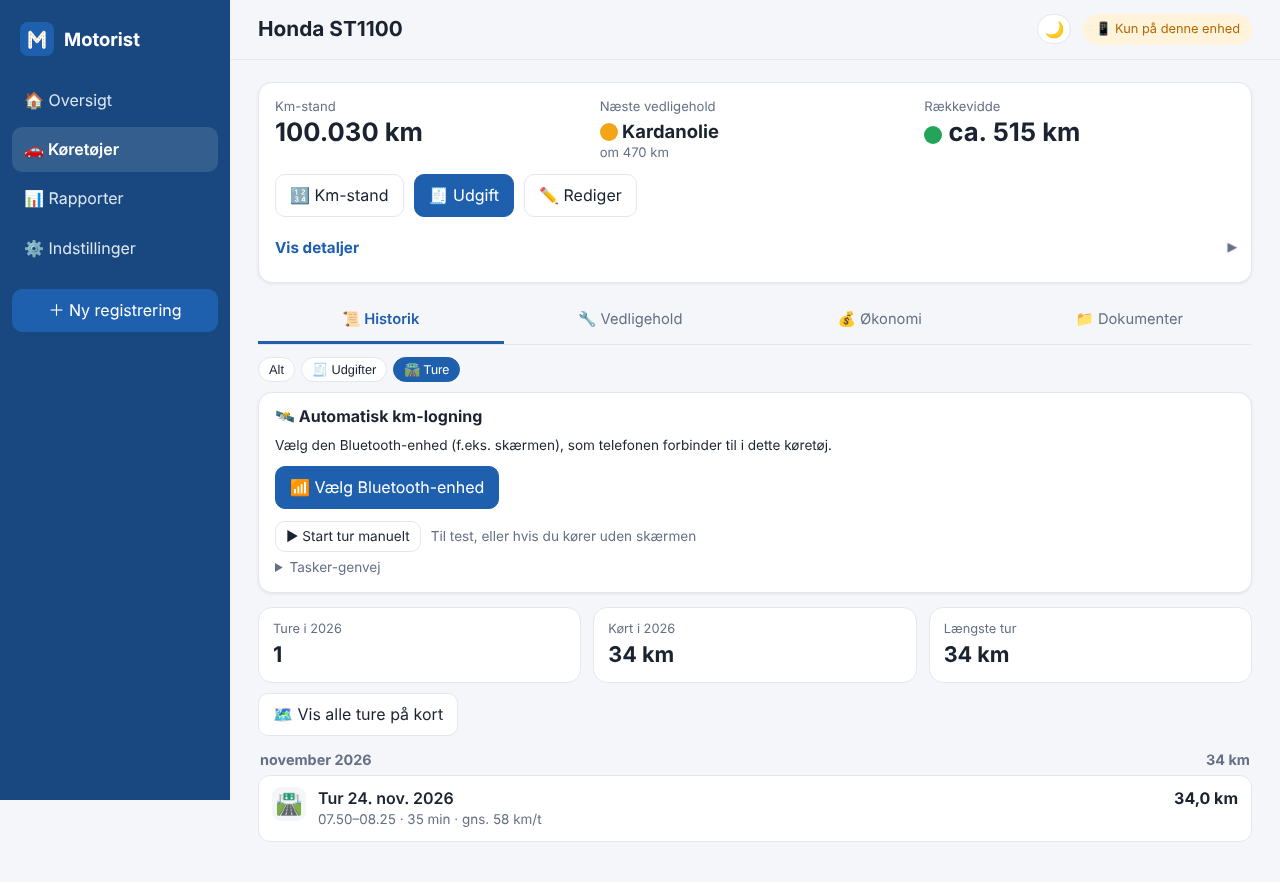 Motorist
Honda ST1100
🌙
📱 Kun på denne enhed
🏠 Oversigt
🚗 Køretøjer
📊 Rapporter
⚙️ Indstillinger
＋ Ny registrering
Km-stand
100.030 km
Næste vedligehold
Kardanolie
om 470 km
Rækkevidde
ca. 515 km
🔢 Km-stand
🧾 Udgift
✏️ Rediger
Vis detaljer ▶
📜 Historik
🔧 Vedligehold
💰 Økonomi
📁 Dokumenter
Alt
🧾 Udgifter
🛣️ Ture
🛰️ Automatisk km-logning
Vælg den Bluetooth-enhed (f.eks. skærmen), som telefonen forbinder til i dette køretøj.
📶 Vælg Bluetooth-enhed
▶ Start tur manuelt
Til test, eller hvis du kører uden skærmen
▶ Tasker-genvej
Ture i 2026
1
Kørt i 2026
34 km
Længste tur
34 km
🗺️ Vis alle ture på kort
november 2026
34 km
Tur 24. nov. 2026
34,0 km
07.50–08.25 · 35 min · gns. 58 km/t